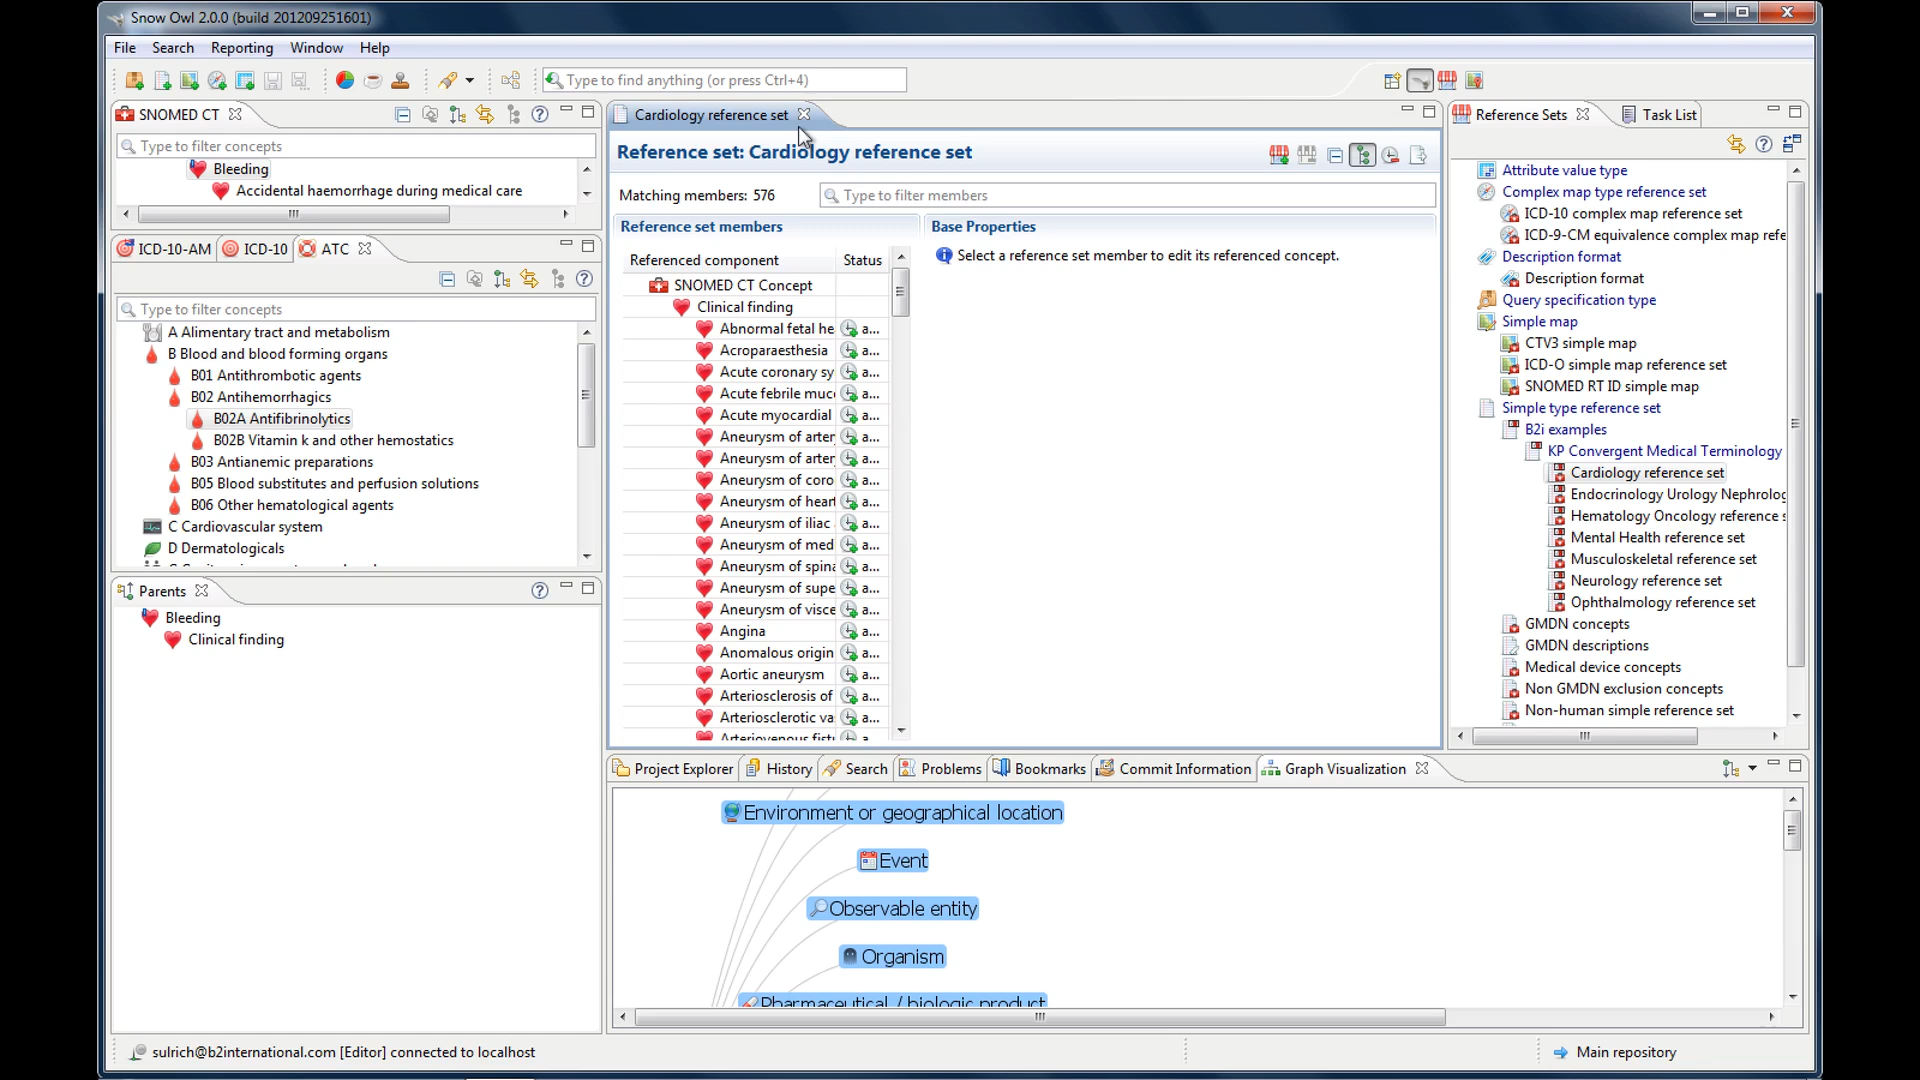 Snow Owl 2.0.0 (build 201209251601)
File Search Reporting Window Help
Type to find anything (or press Ctrl+4)
SNOMED CT
Type to filter concepts
Bleeding
Accidental haemorrhage during medical care
ICD-10-AM ICD-10 ATC
Type to filter concepts
A Alimentary tract and metabolism
B Blood and blood forming organs
B01 Antithrombotic agents
B02 Antihemorrhagics
B02A Antifibrinolytics
B02B Vitamin k and other hemostatics
B03 Antianemic preparations
B05 Blood substitutes and perfusion solutions
B06 Other hematological agents
C Cardiovascular system
D Dermatologicals
Parents
Bleeding
Clinical finding
Cardiology reference set
Reference set: Cardiology reference set
Matching members: 576
Type to filter members
Reference set members
Referenced component Status
SNOMED CT Concept
Clinical finding
Abnormal fetal he a...
Acroparaesthesia a...
Acute coronary sy a...
Acute febrile muc a...
Acute myocardial a...
Aneurysm of arter a...
Aneurysm of arter a...
Aneurysm of coro a...
Aneurysm of heart a...
Aneurysm of iliac a...
Aneurysm of med a...
Aneurysm of spina a...
Aneurysm of supe a...
Aneurysm of visce a...
Angina a...
Anomalous origin a...
Aortic aneurysm a...
Arteriosclerosis of a...
Arteriosclerotic va a...
Arteriovenous fist
Base Properties
Select a reference set member to edit its referenced concept.
Reference Sets Task List
Attribute value type
Complex map type reference set
ICD-10 complex map reference set
ICD-9-CM equivalence complex map refe
Description format
Description format
Query specification type
Simple map
CTV3 simple map
ICD-O simple map reference set
SNOMED RT ID simple map
Simple type reference set
B2i examples
KP Convergent Medical Terminology
Cardiology reference set
Endocrinology Urology Nephrolog
Hematology Oncology reference s
Mental Health reference set
Musculoskeletal reference set
Neurology reference set
Ophthalmology reference set
GMDN concepts
GMDN descriptions
Medical device concepts
Non GMDN exclusion concepts
Non-human simple reference set
Project Explorer History Search Problems Bookmarks Commit Information Graph Visualization
Environment or geographical location
Event
Observable entity
Organism
Pharmaceutical / biologic product
sulrich@b2international.com [Editor] connected to localhost
Main repository